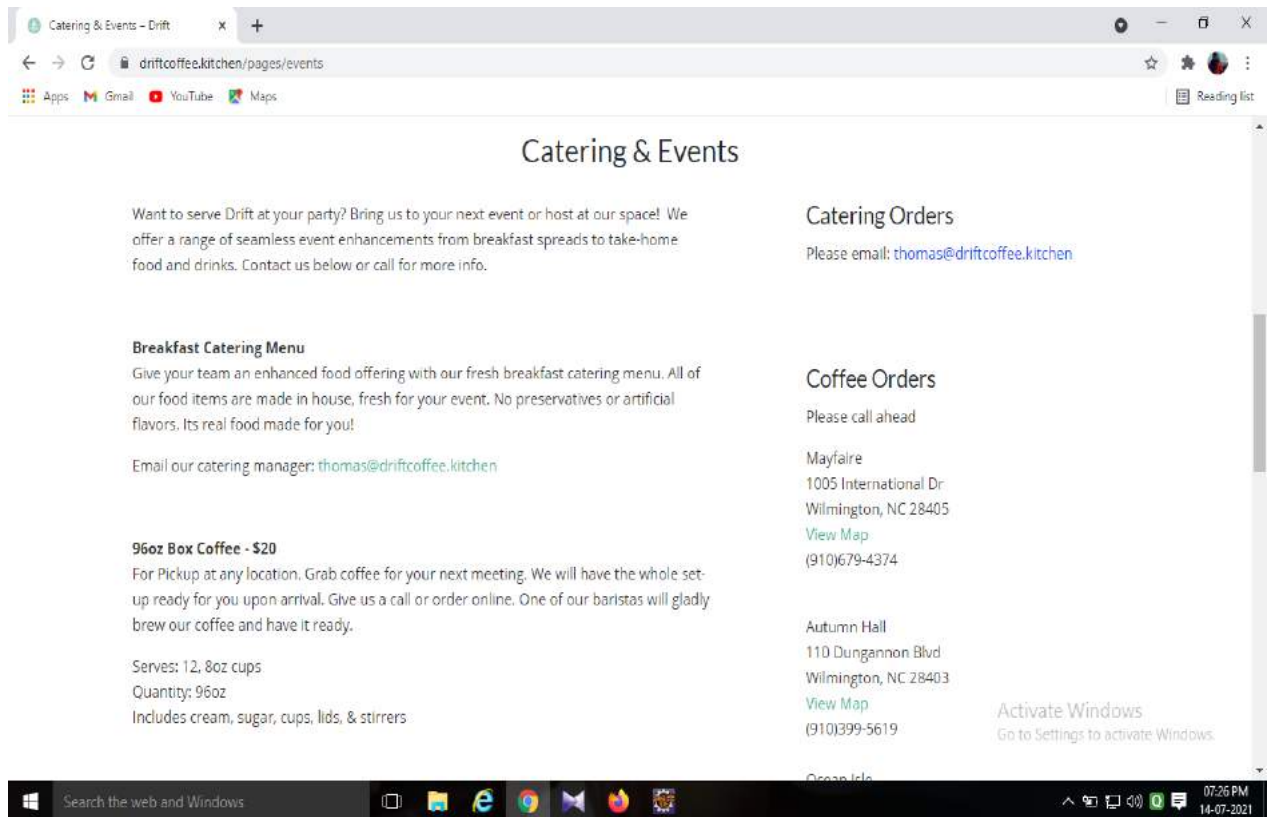 Catering & Events – Drift
driftcoffee.kitchen/pages/events
Apps
Gmail
YouTube
Maps
Reading list
Catering & Events
Want to serve Drift at your party? Bring us to your next event or host at our space! We
offer a range of seamless event enhancements from breakfast spreads to take-home
food and drinks. Contact us below or call for more info.
Breakfast Catering Menu
Give your team an enhanced food offering with our fresh breakfast catering menu. All of
our food items are made in house, fresh for your event. No preservatives or artificial
flavors. Its real food made for you!
Email our catering manager: thomas@driftcoffee.kitchen
96oz Box Coffee - $20
For Pickup at any location. Grab coffee for your next meeting. We will have the whole set-
up ready for you upon arrival. Give us a call or order online. One of our baristas will gladly
brew our coffee and have it ready.
Serves: 12, 8oz cups
Quantity: 96oz
Includes cream, sugar, cups, lids, & stirrers
Catering Orders
Please email: thomas@driftcoffee.kitchen
Coffee Orders
Please call ahead
Mayfaire
1005 International Dr
Wilmington, NC 28405
View Map
(910)679-4374
Autumn Hall
110 Dungannon Blvd
Wilmington, NC 28403
View Map
(910)399-5619
Ocean Isle
Activate Windows
Go to Settings to activate Windows.
Search the web and Windows
07:26 PM
14-07-2021